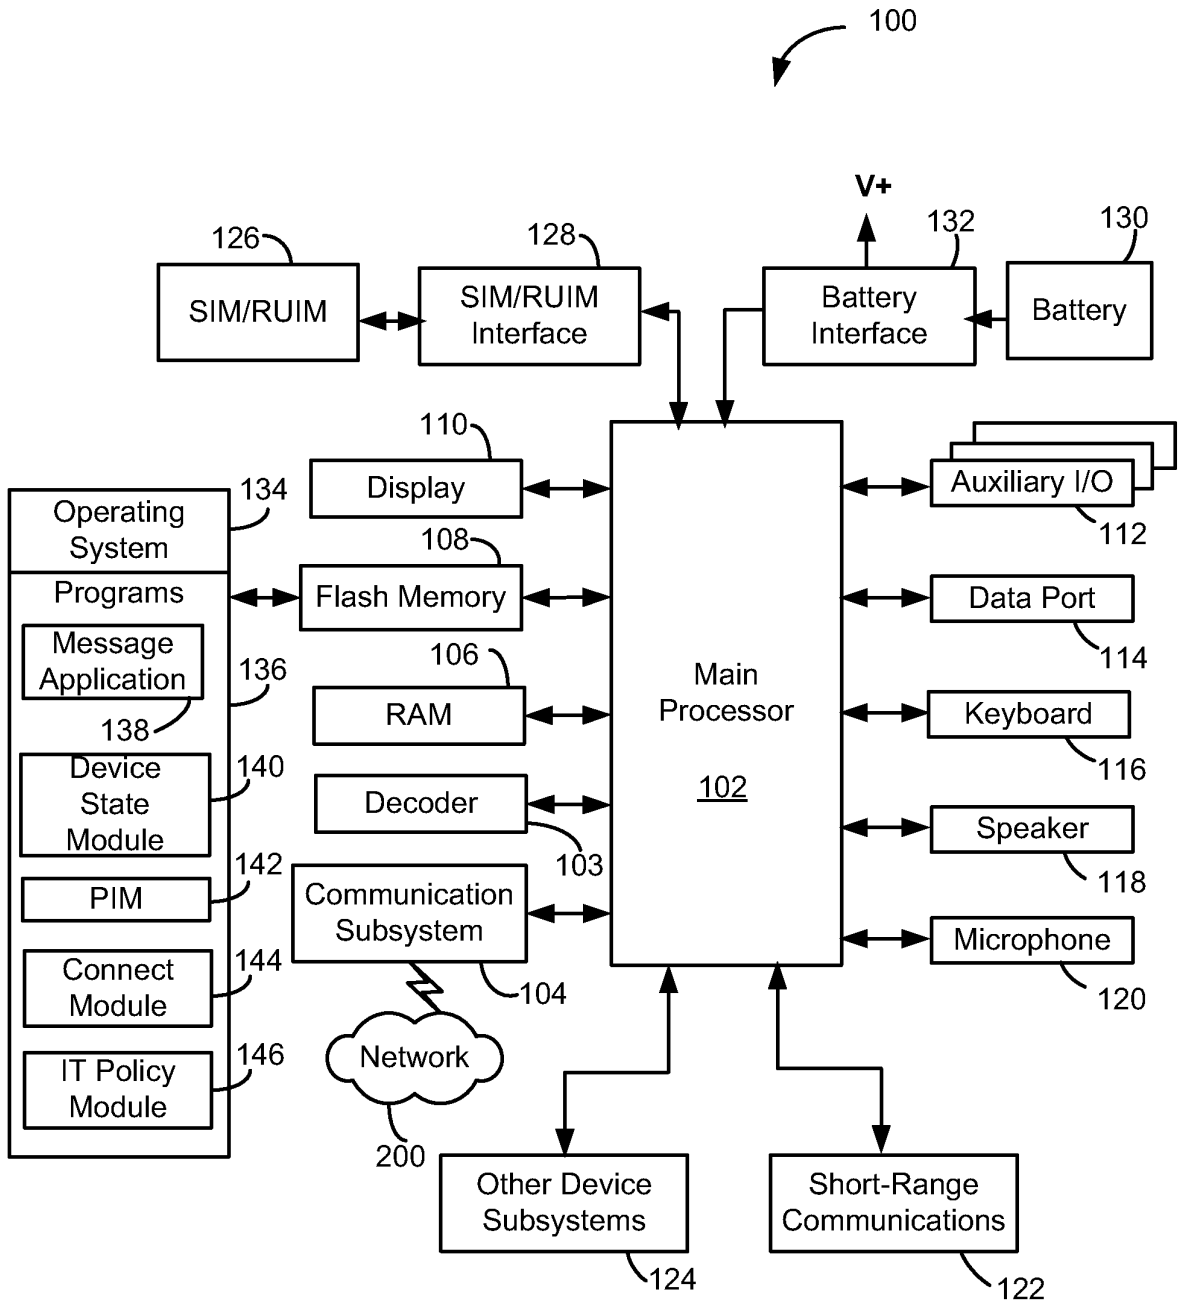 100
V+
126
128
132
130
SIM/RUIM
SIM/RUIM
Interface
Battery
Interface
Battery
110
Display
Auxiliary I/O
112
134
Operating
System
108
Flash Memory
Data Port
114
Programs
Message
Application
138
136
106
RAM
Main
Processor
102
Keyboard
116
Device
State
Module
140
Decoder
103
Speaker
118
PIM
142
Communication
Subsystem
104
Microphone
120
Connect
Module
144
Network
200
IT Policy
Module
146
Other Device
Subsystems
124
Short-Range
Communications
122